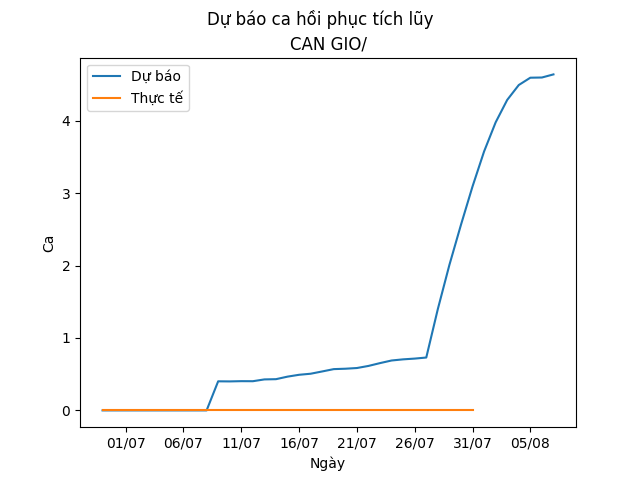 Dự báo ca hồi phục tích lũy
CAN GIO/
Dự báo
Thực tế
Ca
4
3
2
1
0
01/07 06/07 11/07 16/07 21/07 26/07 31/07 05/08
Ngày